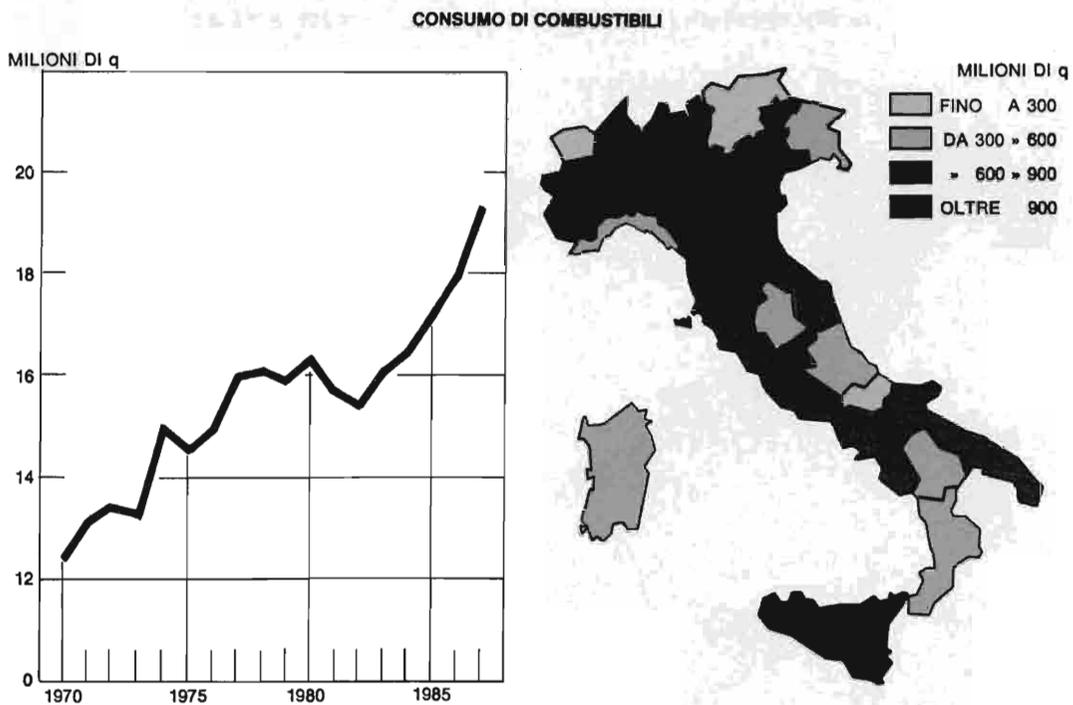 CONSUMO DI COMBUSTIBILI
MILIONI DI q
20
18
16
14
12
0
1970 1975 1980 1985
MILIONI DI q
FINO A 300
DA 300 » 600
» 600 » 900
OLTRE 900